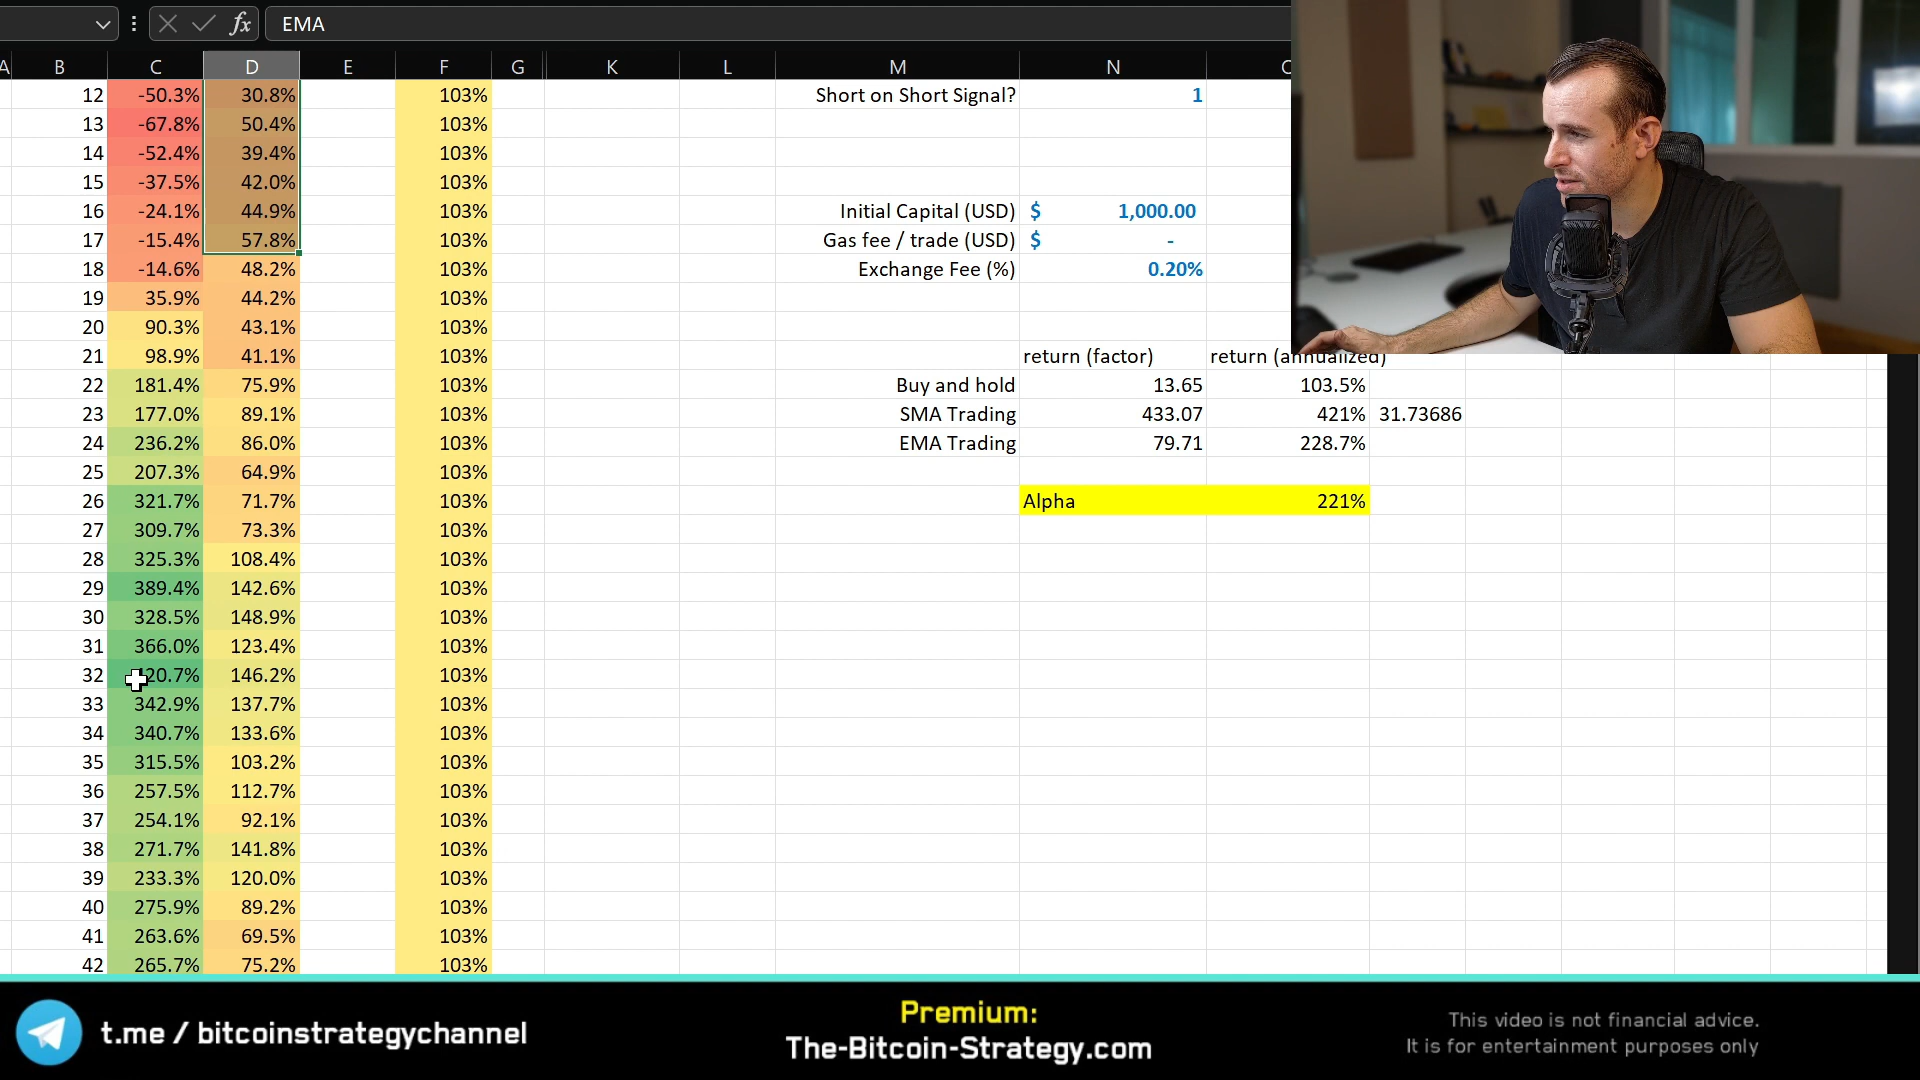 fx EMA
A B C D E F G K L M N
12 -50.3% 30.8% 103% Short on Short Signal? 1
13 -67.8% 50.4% 103%
14 -52.4% 39.4% 103%
15 -37.5% 42.0% 103%
16 -24.1% 44.9% 103% Initial Capital (USD) $ 1,000.00
17 -15.4% 57.8% 103% Gas fee / trade (USD) $ -
18 -14.6% 48.2% 103% Exchange Fee (%) 0.20%
19 35.9% 44.2% 103%
20 90.3% 43.1% 103%
21 98.9% 41.1% 103% return (factor) return (annualized)
22 181.4% 75.9% 103% Buy and hold 13.65 103.5%
23 177.0% 89.1% 103% SMA Trading 433.07 421% 31.73686
24 236.2% 86.0% 103% EMA Trading 79.71 228.7%
25 207.3% 64.9% 103%
26 321.7% 71.7% 103% Alpha 221%
27 309.7% 73.3% 103%
28 325.3% 108.4% 103%
29 389.4% 142.6% 103%
30 328.5% 148.9% 103%
31 366.0% 123.4% 103%
32 20.7% 146.2% 103%
33 342.9% 137.7% 103%
34 340.7% 133.6% 103%
35 315.5% 103.2% 103%
36 257.5% 112.7% 103%
37 254.1% 92.1% 103%
38 271.7% 141.8% 103%
39 233.3% 120.0% 103%
40 275.9% 89.2% 103%
41 263.6% 69.5% 103%
42 265.7% 75.2% 103%
t.me / bitcoinstrategychannel
Premium:
The-Bitcoin-Strategy.com
This video is not financial advice.
It is for entertainment purposes only